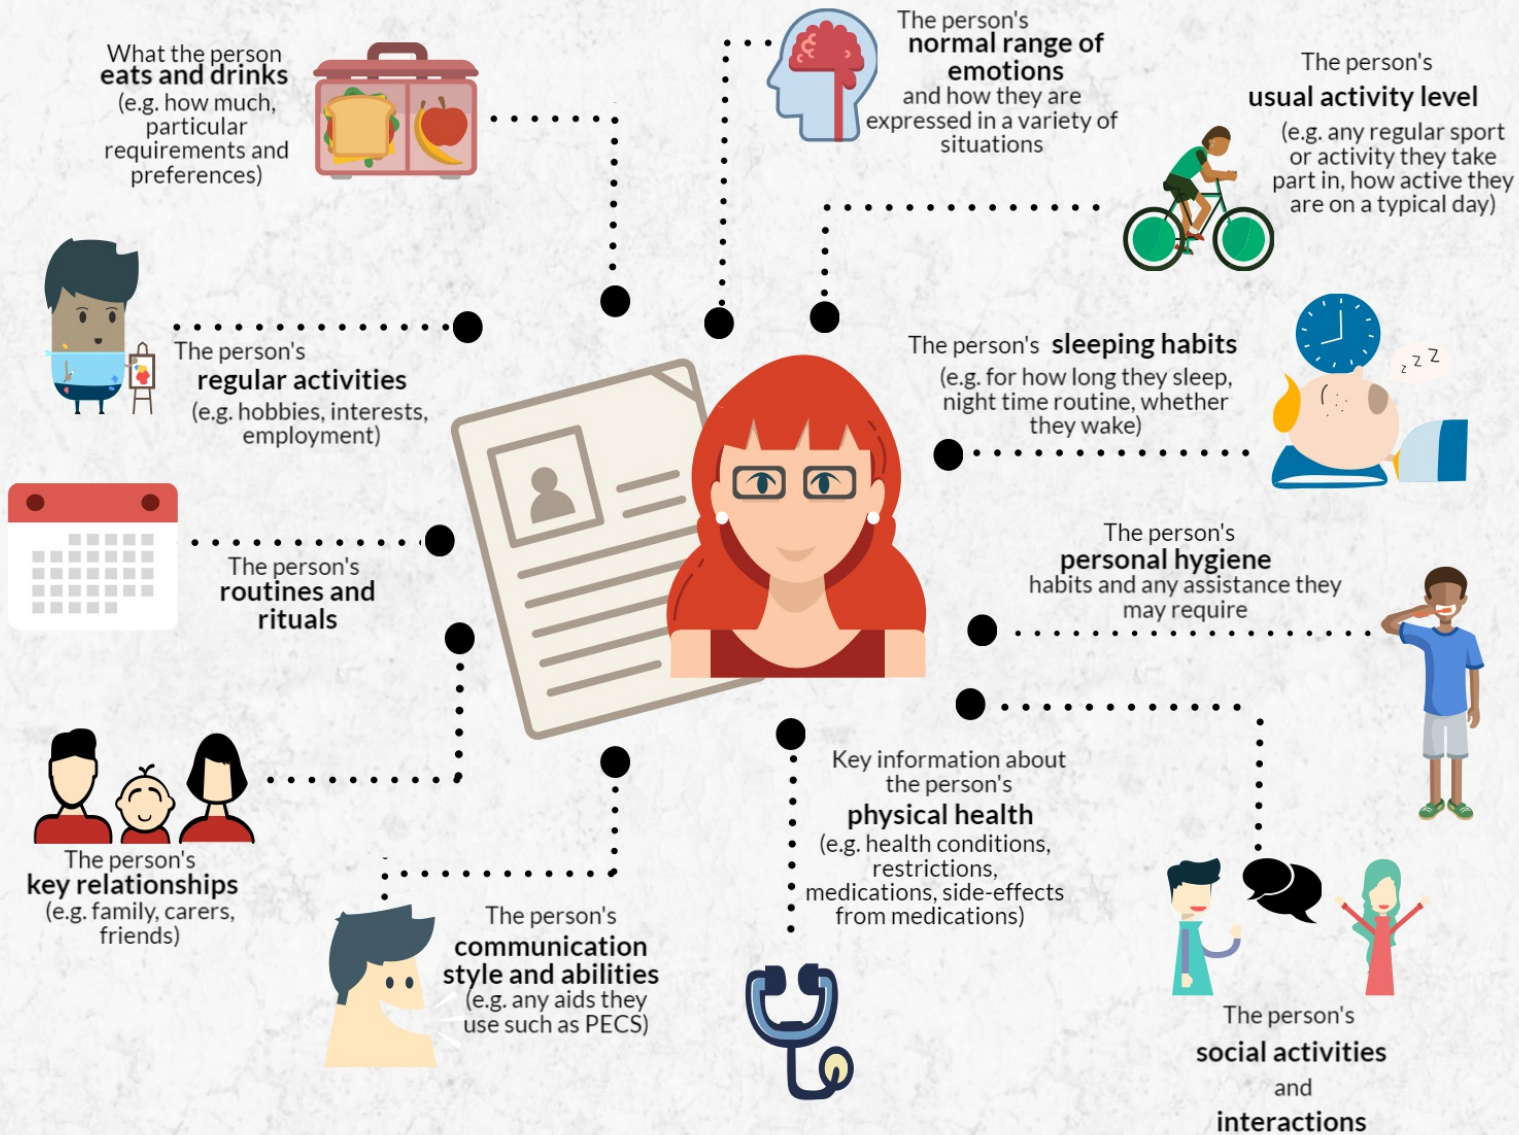 What the person
eats and drinks
(e.g. how much,
particular
requirements and
preferences)
The person's
normal range of
emotions
and how they are
expressed in a variety of
situations
The person's
usual activity level
(e.g. any regular sport
or activity they take
part in, how active they
are on a typical day)
The person's
regular activities
(e.g. hobbies, interests,
employment)
The person's sleeping habits
(e.g. for how long they sleep,
night time routine, whether
they wake)
z z Z
The person's
routines and
rituals
The person's
personal hygiene
habits and any assistance they
may require
The person's
key relationships
(e.g. family, carers,
friends)
The person's
communication
style and abilities
(e.g. any aids they
use such as PECS)
Key information about
the person's
physical health
(e.g. health conditions,
restrictions,
medications, side-effects
from medications)
The person's
social activities
and
interactions